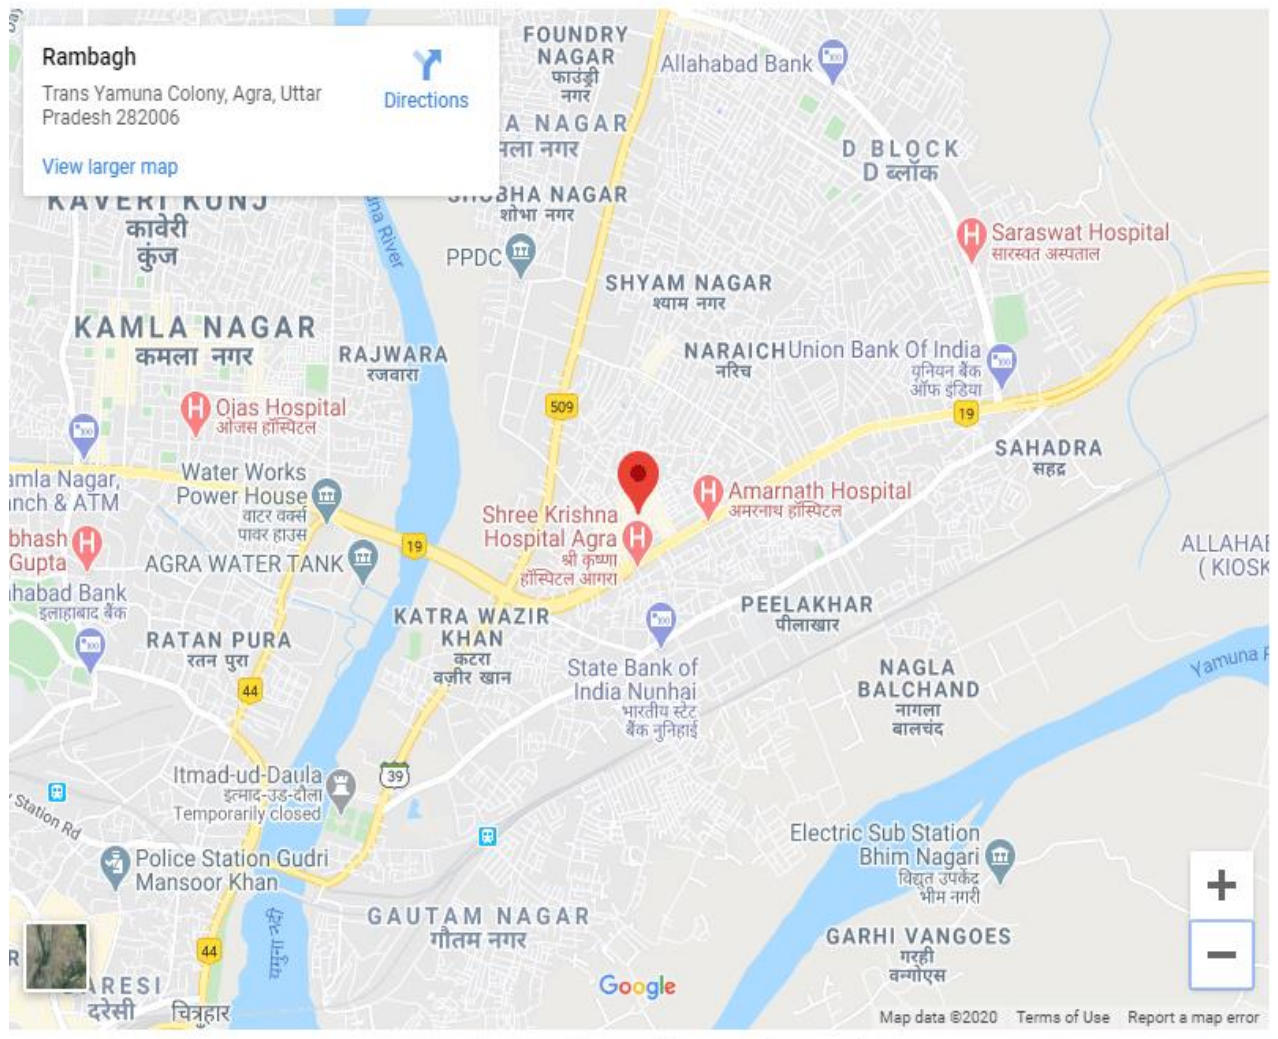 Rambagh
Trans Yamuna Colony, Agra, Uttar
Pradesh 282006
Directions
View larger map
FOUNDRY
NAGAR
फाउंड्री
नगर
Allahabad Bank
A NAGAR
नला नगर
D BLOCK
D ब्लॉक
KAVERI KUNJ
कावेरी
कुंज
SHOBHA NAGAR
शोभा नगर
PPDC
Saraswat Hospital
सारस्वत अस्पताल
SHYAM NAGAR
श्याम नगर
KAMLA NAGAR
कमला नगर
RAJWARA
रजवारा
NARAICH
नरिच
Union Bank Of India
यूनियन बैंक
ऑफ इंडिया
509
19
Ojas Hospital
ओजस हॉस्पिटल
SAHADRA
सहद्र
amla Nagar,
nch & ATM
Water Works
Power House
वाटर वर्क्स
पावर हाउस
Amarnath Hospital
अमरनाथ हॉस्पिटल
Shree Krishna
Hospital Agra
श्री कृष्णा
हॉस्पिटल आगरा
bhash
Gupta
19
AGRA WATER TANK
ALLAHAB
( KIOSK
ahabad Bank
इलाहाबाद बैंक
KATRA WAZIR
KHAN
कटरा
वज़ीर खान
PEELAKHAR
पीलाखार
RATAN PURA
रतन पुरा
44
State Bank of
India Nunhai
भारतीय स्टेट
बैंक नुनिहाई
NAGLA
BALCHAND
नागला
बालचंद
Yamuna R
Itmad-ud-Daula
इत्माद-उद-दौला
Temporarily closed
39
Station Rd
Police Station Gudri
Mansoor Khan
Electric Sub Station
Bhim Nagari
विद्युत उपकेंद
भीम नगरी
GAUTAM NAGAR
गौतम नगर
यमुना नदी
44
GARHI VANGOES
गरही
वन्गोएस
ARESI
दरेसी
चित्रहार
Google
Map data ©2020 Terms of Use Report a map error